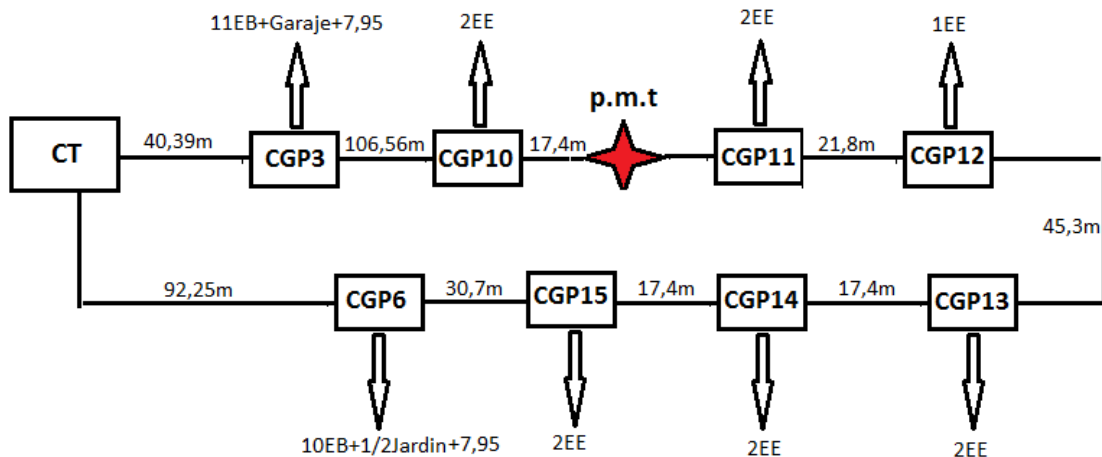 11EB+Garaje+7,95
2EE
2EE
1EE
p.m.t
CT
40,39m
CGP3
106,56m
CGP10
17,4m
CGP11
21,8m
CGP12
45,3m
92,25m
CGP6
30,7m
CGP15
17,4m
CGP14
17,4m
CGP13
10EB+1/2Jardin+7,95
2EE
2EE
2EE